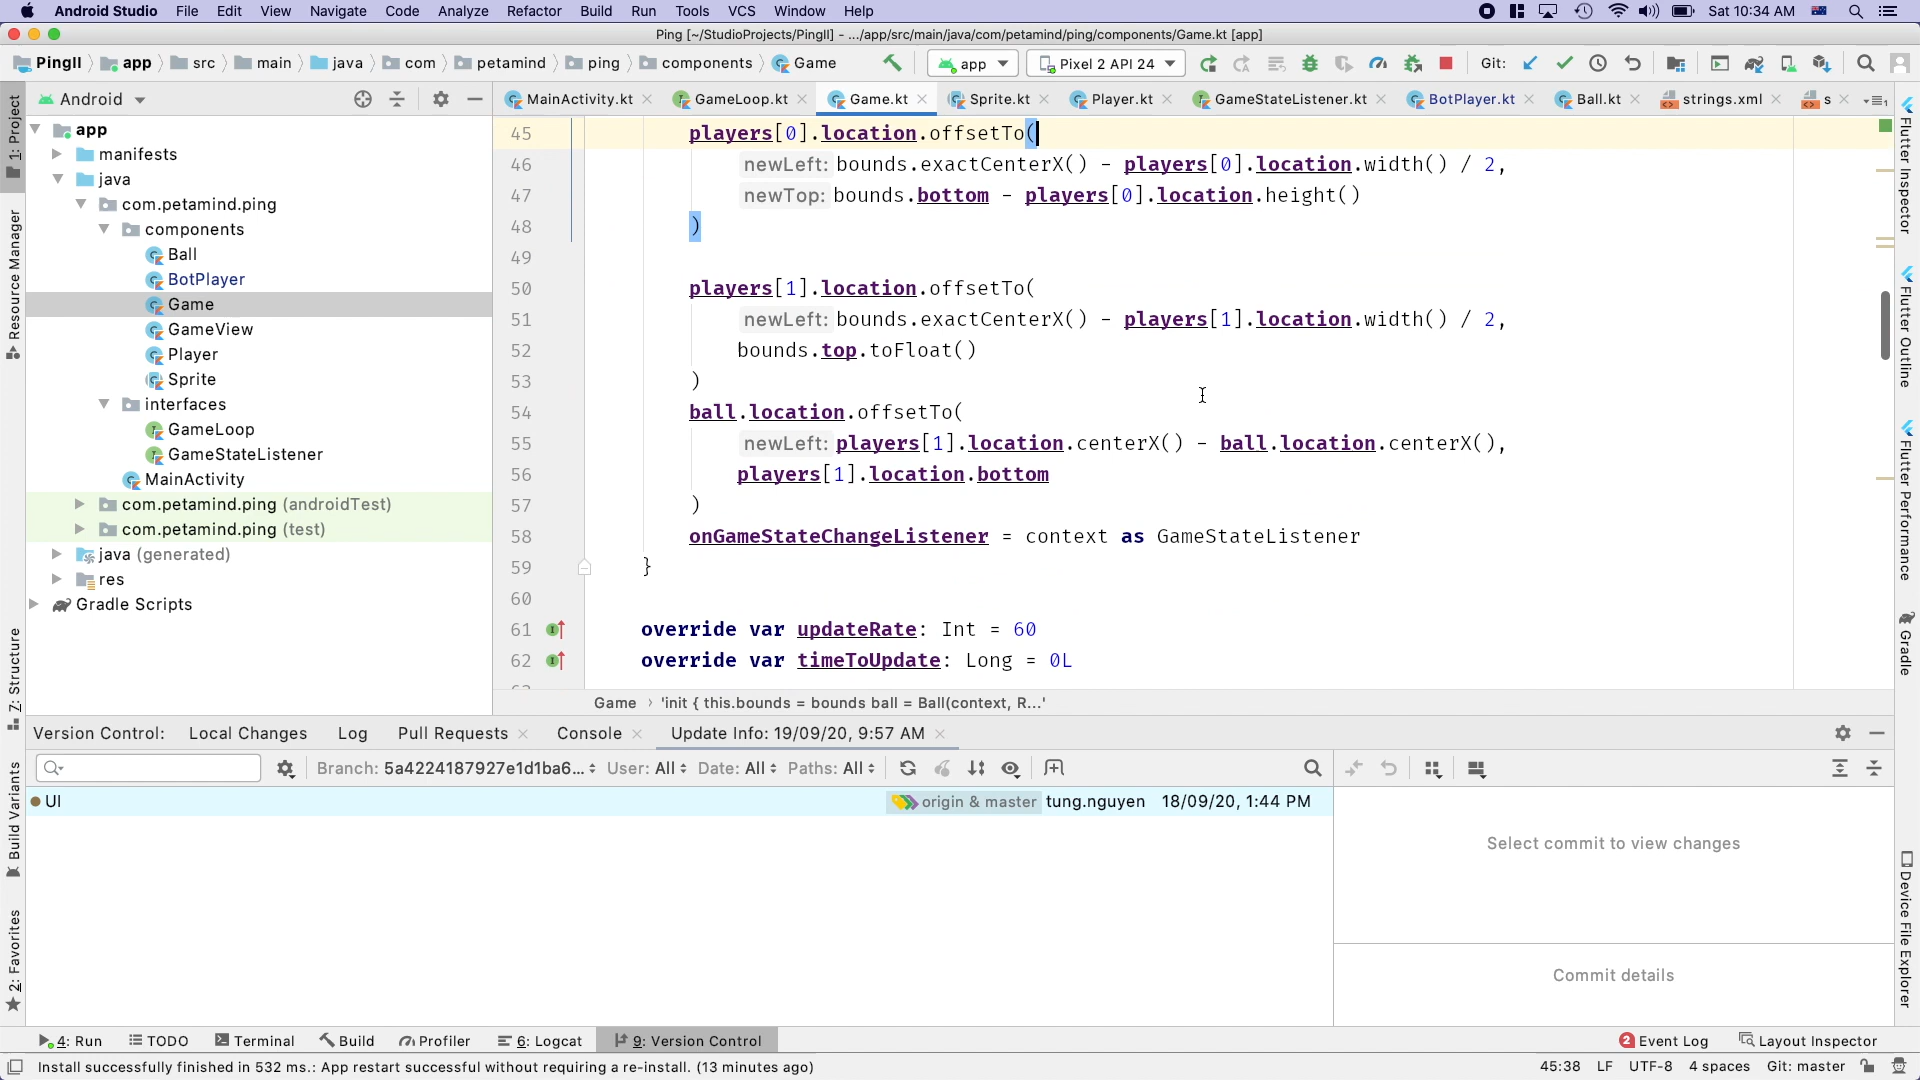 Android Studio File Edit View Navigate Code Analyze Refactor Build Run Tools VCS Window Help Sat 10:34 AM
Ping [~/StudioProjects/PingII] - .../app/src/main/java/com/petamind/ping/components/Game.kt [app]
PingII app src main java com petamind ping components Game app Pixel 2 API 24 Git:
Android
MainActivity.kt GameLoop.kt Game.kt Sprite.kt Player.kt GameStateListener.kt BotPlayer.kt Ball.kt strings.xml s
1: Project
Resource Manager
7: Structure
Build Variants
2: Favorites
app
manifests
java
com.petamind.ping
components
Ball
BotPlayer
Game
GameView
Player
Sprite
interfaces
GameLoop
GameStateListener
MainActivity
com.petamind.ping (androidTest)
com.petamind.ping (test)
java (generated)
res
Gradle Scripts
45 players[0].location.offsetTo(
46 newLeft: bounds.exactCenterX() - players[0].location.width() / 2,
47 newTop: bounds.bottom - players[0].location.height()
48 )
49
50 players[1].location.offsetTo(
51 newLeft: bounds.exactCenterX() - players[1].location.width() / 2,
52 bounds.top.toFloat()
53 )
54 ball.location.offsetTo(
55 newLeft: players[1].location.centerX() - ball.location.centerX(),
56 players[1].location.bottom
57 )
58 onGameStateChangeListener = context as GameStateListener
59 }
60
61 override var updateRate: Int = 60
62 override var timeToUpdate: Long = 0L
Game › 'init { this.bounds = bounds ball = Ball(context, R...'
Flutter Inspector
Flutter Outline
Flutter Performance
Gradle
Device File Explorer
Version Control: Local Changes Log Pull Requests Console Update Info: 19/09/20, 9:57 AM
Branch: 5a4224187927e1d1ba6... User: All Date: All Paths: All
UI origin & master tung.nguyen 18/09/20, 1:44 PM
Select commit to view changes
Commit details
4: Run TODO Terminal Build Profiler 6: Logcat 9: Version Control 2 Event Log Layout Inspector
Install successfully finished in 532 ms.: App restart successful without requiring a re-install. (13 minutes ago) 45:38 LF UTF-8 4 spaces Git: master